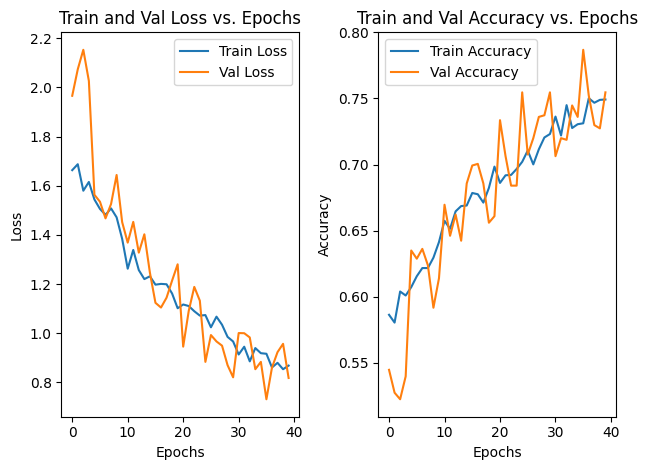 Train and Val Loss vs. Epochs
Train Loss
Val Loss
2.2
2.0
1.8
1.6
1.4
1.2
1.0
0.8
Loss
0
10
20
30
40
Epochs
Train and Val Accuracy vs. Epochs
Train Accuracy
Val Accuracy
0.80
0.75
0.70
0.65
0.60
0.55
Accuracy
0
10
20
30
40
Epochs